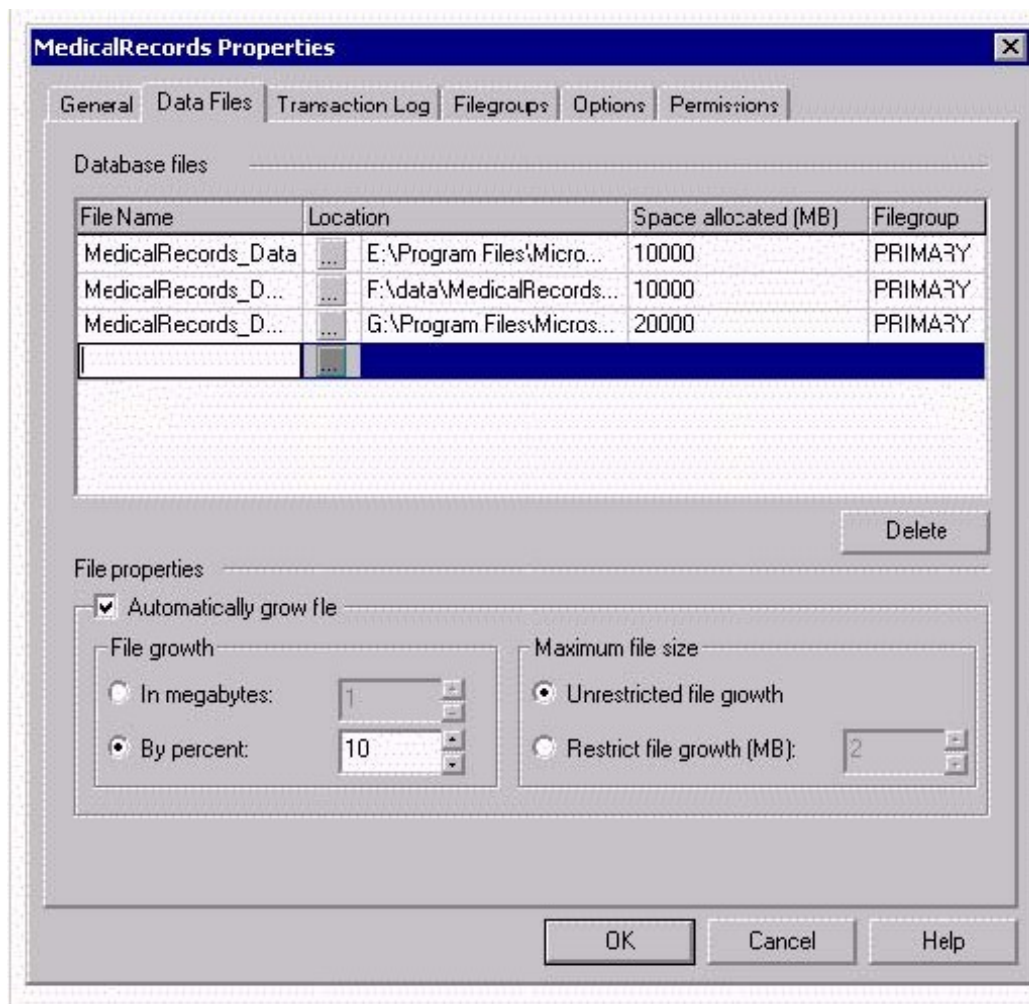 MedicalRecords Properties
General Data Files Transaction Log Filegroups Options Permissions
Database files
File Name Location Space allocated (MB) Filegroup
MedicalRecords_Data ... E:\Program Files\Micro... 10000 PRIMARY
MedicalRecords_D... ... F:\data\MedicalRecords... 10000 PRIMARY
MedicalRecords_D... ... G:\Program Files\Micros... 20000 PRIMARY
...
Delete
File properties
Automatically grow file
File growth Maximum file size
In megabytes: 1 Unrestricted file growth
By percent: 10 Restrict file growth (MB): 2
OK Cancel Help